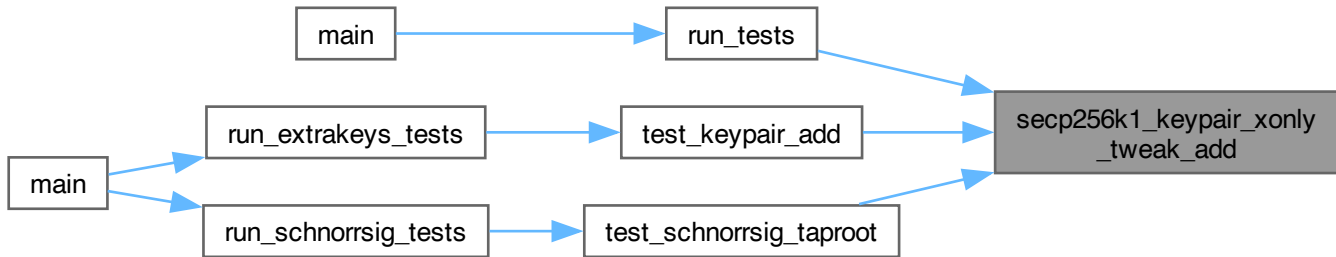 main
run_tests
secp256k1_keypair_xonly
_tweak_add
run_extrakeys_tests
test_keypair_add
main
run_schnorrsig_tests
test_schnorrsig_taproot